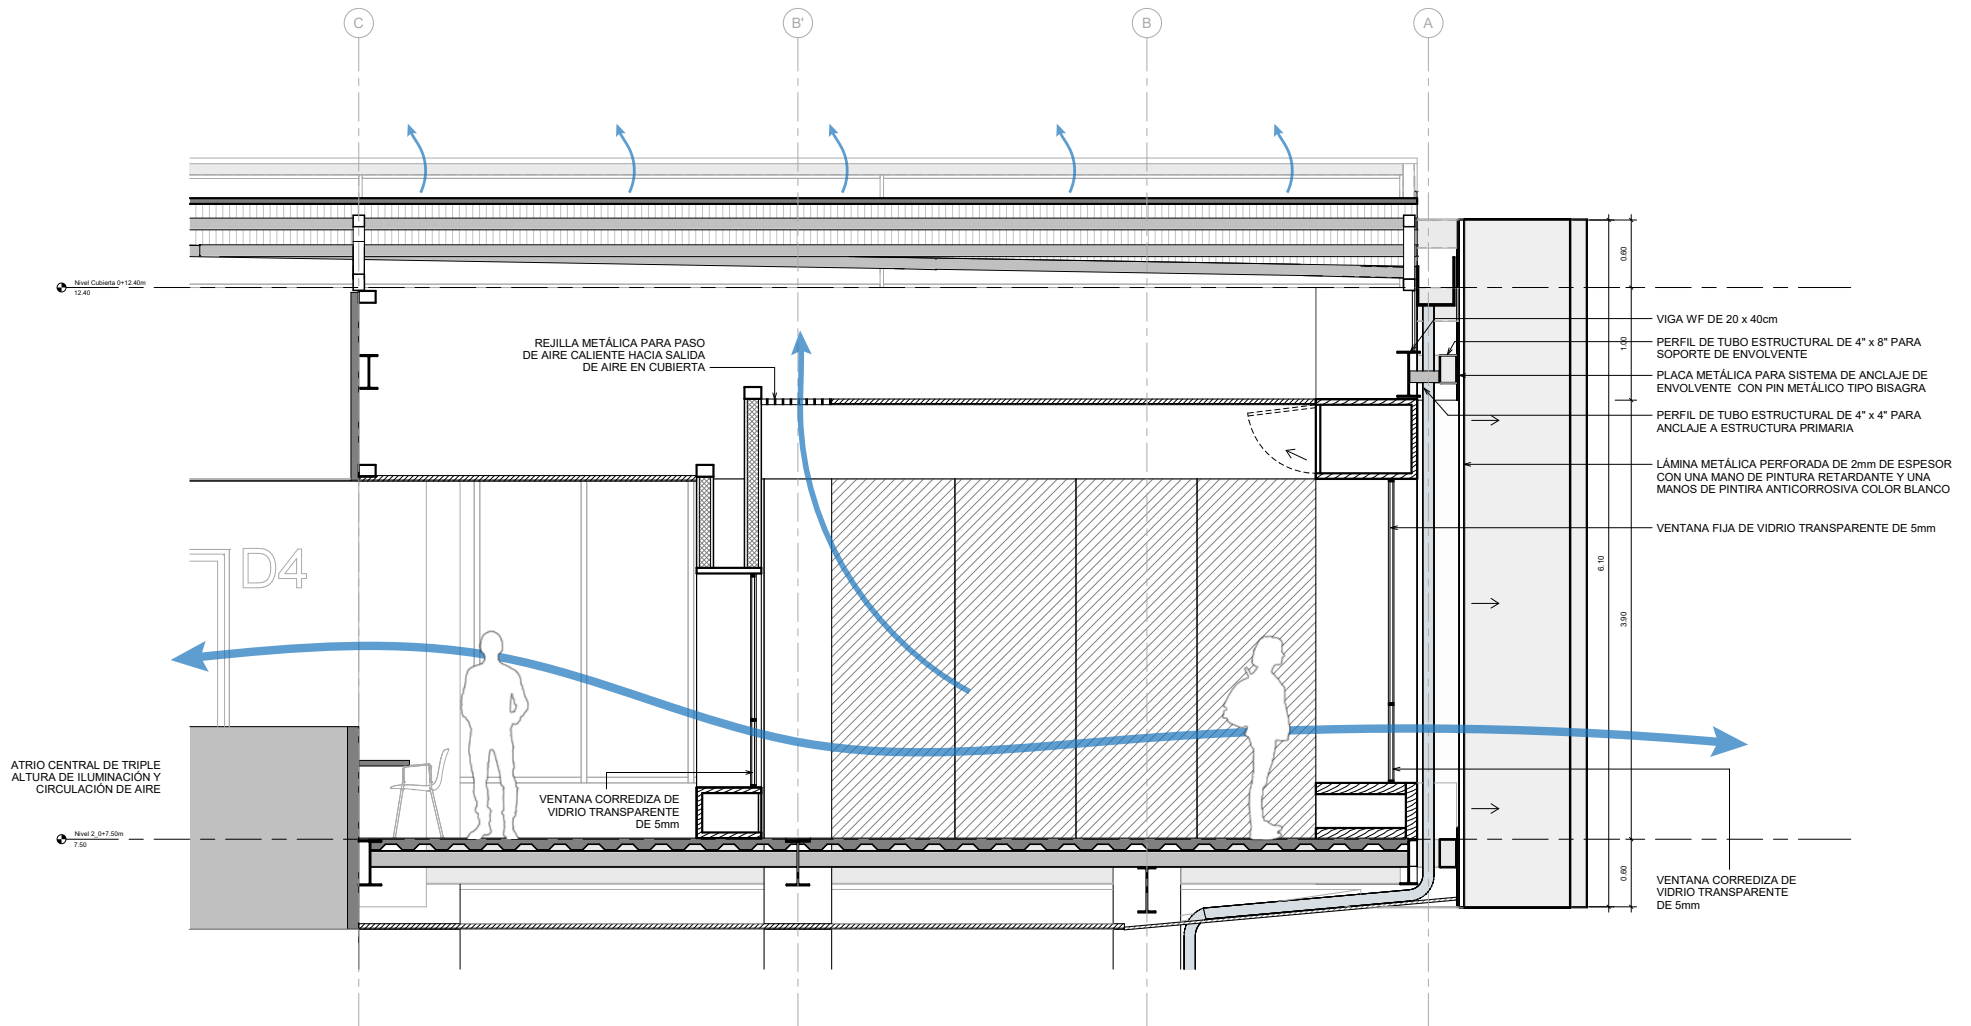 C
B'
B
A
Nivel Cubierta 0+12.40m
12.40
REJILLA METÁLICA PARA PASO
DE AIRE CALIENTE HACIA SALIDA
DE AIRE EN CUBIERTA
0.60
1.00
6.10
3.90
0.60
VIGA WF DE 20 x 40cm
PERFIL DE TUBO ESTRUCTURAL DE 4" x 8" PARA
SOPORTE DE ENVOLVENTE
PLACA METÁLICA PARA SISTEMA DE ANCLAJE DE
ENVOLVENTE CON PIN METÁLICO TIPO BISAGRA
PERFIL DE TUBO ESTRUCTURAL DE 4" x 4" PARA
ANCLAJE A ESTRUCTURA PRIMARIA
LÁMINA METÁLICA PERFORADA DE 2mm DE ESPESOR
CON UNA MANO DE PINTURA RETARDANTE Y UNA
MANOS DE PINTIRA ANTICORROSIVA COLOR BLANCO
VENTANA FIJA DE VIDRIO TRANSPARENTE DE 5mm
D4
ATRIO CENTRAL DE TRIPLE
ALTURA DE ILUMINACIÓN Y
CIRCULACIÓN DE AIRE
VENTANA CORREDIZA DE
VIDRIO TRANSPARENTE
DE 5mm
Nivel 2_0+7.50m
7.50
VENTANA CORREDIZA DE
VIDRIO TRANSPARENTE
DE 5mm